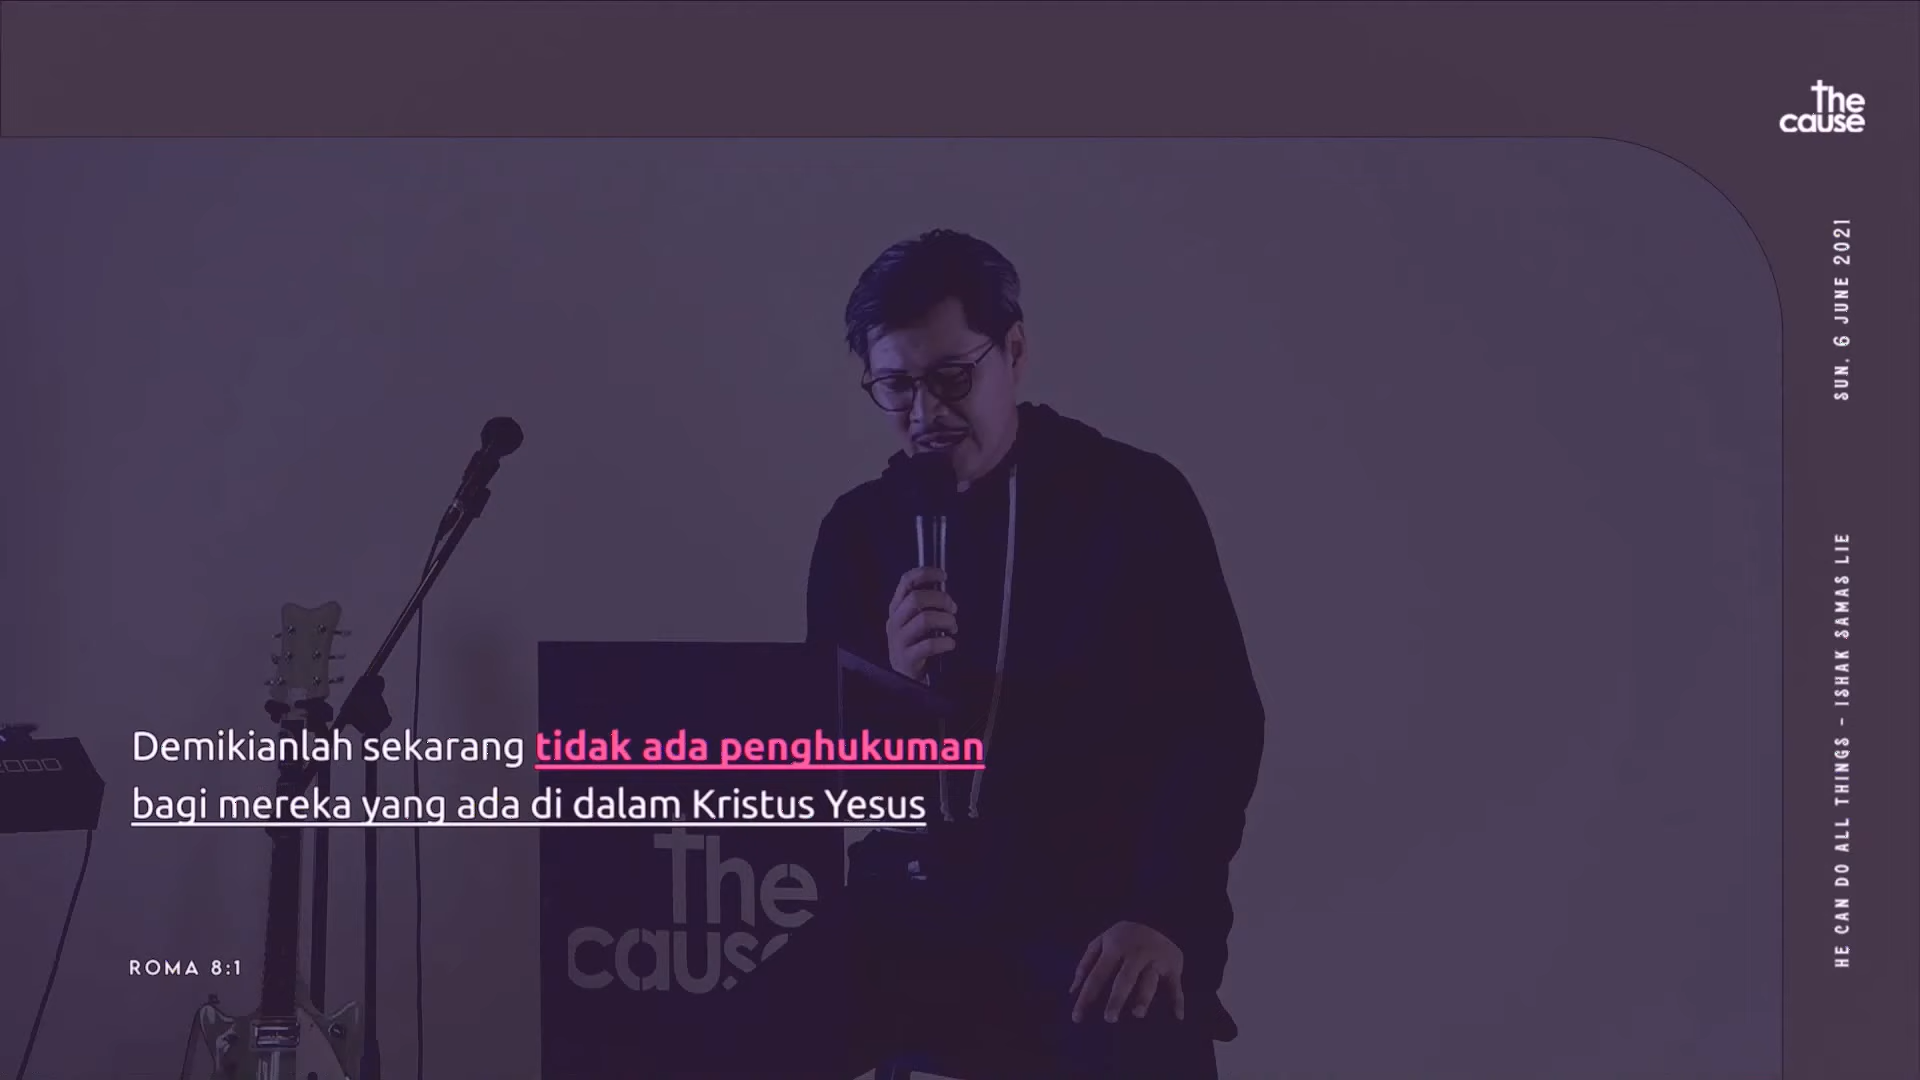 the
cause
SUN. 6 JUNE 2021
HE CAN DO ALL THINGS - ISHAK SAMAS LIE
Demikianlah sekarang tidak ada penghukuman
bagi mereka yang ada di dalam Kristus Yesus
the
cause
ROMA 8:1